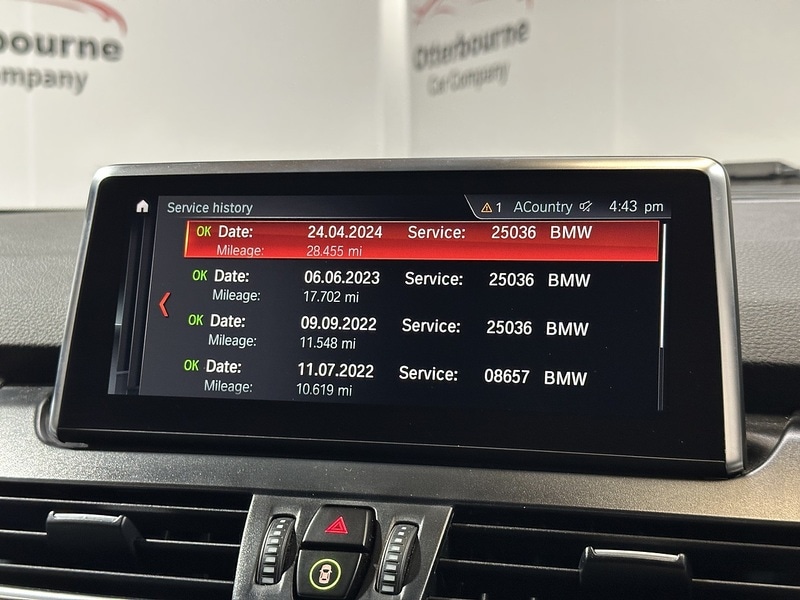 bourne
ompany
Otterbourne
Car Company
Service history
1 ACountry 4:43 pm
OK Date: 24.04.2024 Service: 25036 BMW
Mileage: 28.455 mi
OK Date: 06.06.2023 Service: 25036 BMW
Mileage: 17.702 mi
OK Date: 09.09.2022 Service: 25036 BMW
Mileage: 11.548 mi
OK Date: 11.07.2022 Service: 08657 BMW
Mileage: 10.619 mi